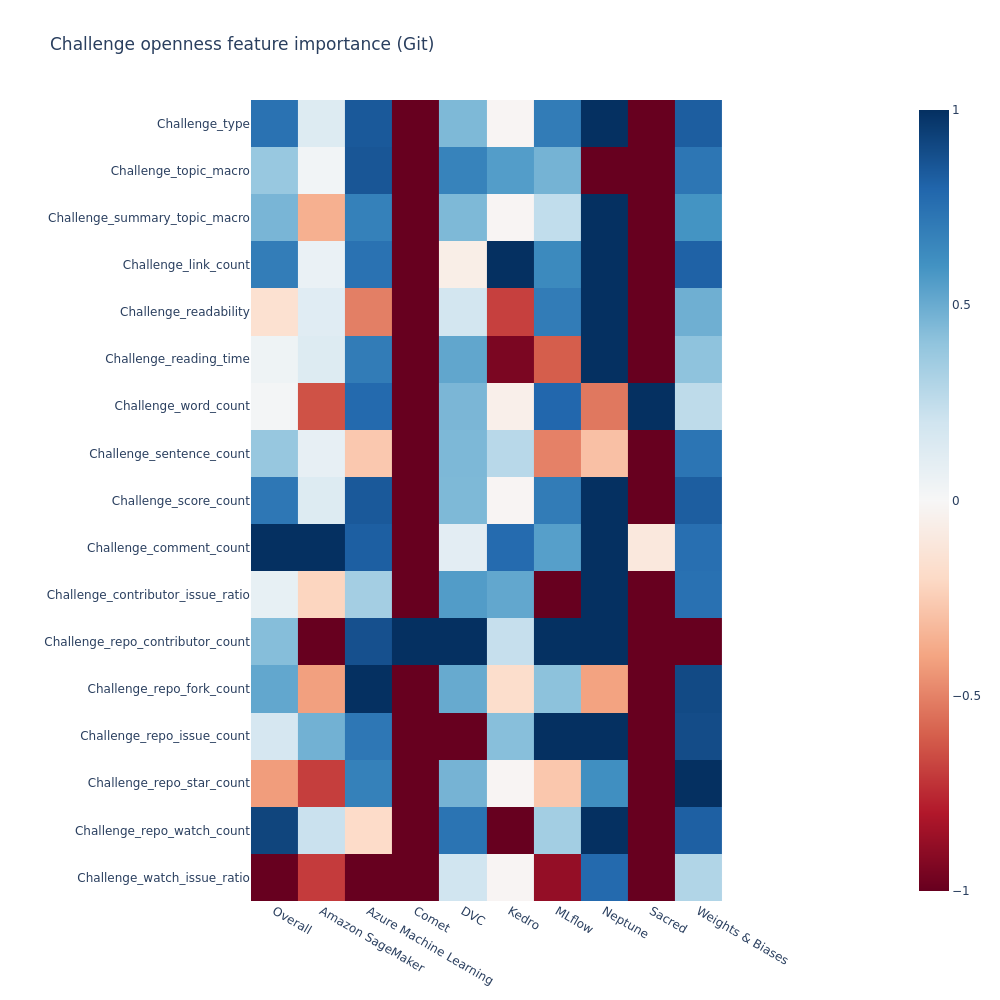 Challenge openness feature importance (Git)
Challenge_type
Challenge_topic_macro
Challenge_summary_topic_macro
Challenge_link_count
Challenge_readability
Challenge_reading_time
Challenge_word_count
Challenge_sentence_count
Challenge_score_count
Challenge_comment_count
Challenge_contributor_issue_ratio
Challenge_repo_contributor_count
Challenge_repo_fork_count
Challenge_repo_issue_count
Challenge_repo_star_count
Challenge_repo_watch_count
Challenge_watch_issue_ratio
Overall
Amazon SageMaker
Azure Machine Learning
Comet
DVC
Kedro
MLflow
Neptune
Sacred
Weights & Biases
1
0.5
0
−0.5
−1